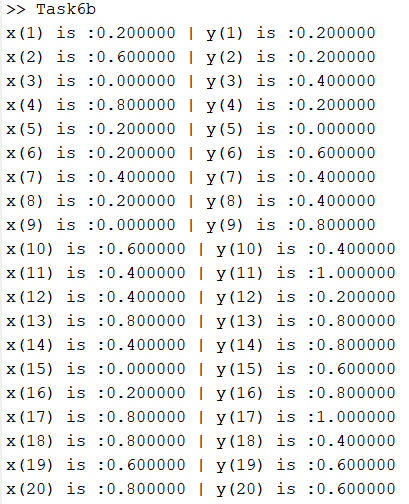 >> Task6b
x(1) is :0.200000 | y(1) is :0.200000
x(2) is :0.600000 | y(2) is :0.200000
x(3) is :0.000000 | y(3) is :0.400000
x(4) is :0.800000 | y(4) is :0.200000
x(5) is :0.200000 | y(5) is :0.000000
x(6) is :0.200000 | y(6) is :0.600000
x(7) is :0.400000 | y(7) is :0.400000
x(8) is :0.200000 | y(8) is :0.400000
x(9) is :0.000000 | y(9) is :0.800000
x(10) is :0.600000 | y(10) is :0.400000
x(11) is :0.400000 | y(11) is :1.000000
x(12) is :0.400000 | y(12) is :0.200000
x(13) is :0.800000 | y(13) is :0.800000
x(14) is :0.400000 | y(14) is :0.800000
x(15) is :0.000000 | y(15) is :0.600000
x(16) is :0.200000 | y(16) is :0.800000
x(17) is :0.800000 | y(17) is :1.000000
x(18) is :0.800000 | y(18) is :0.400000
x(19) is :0.600000 | y(19) is :0.600000
x(20) is :0.800000 | y(20) is :0.600000